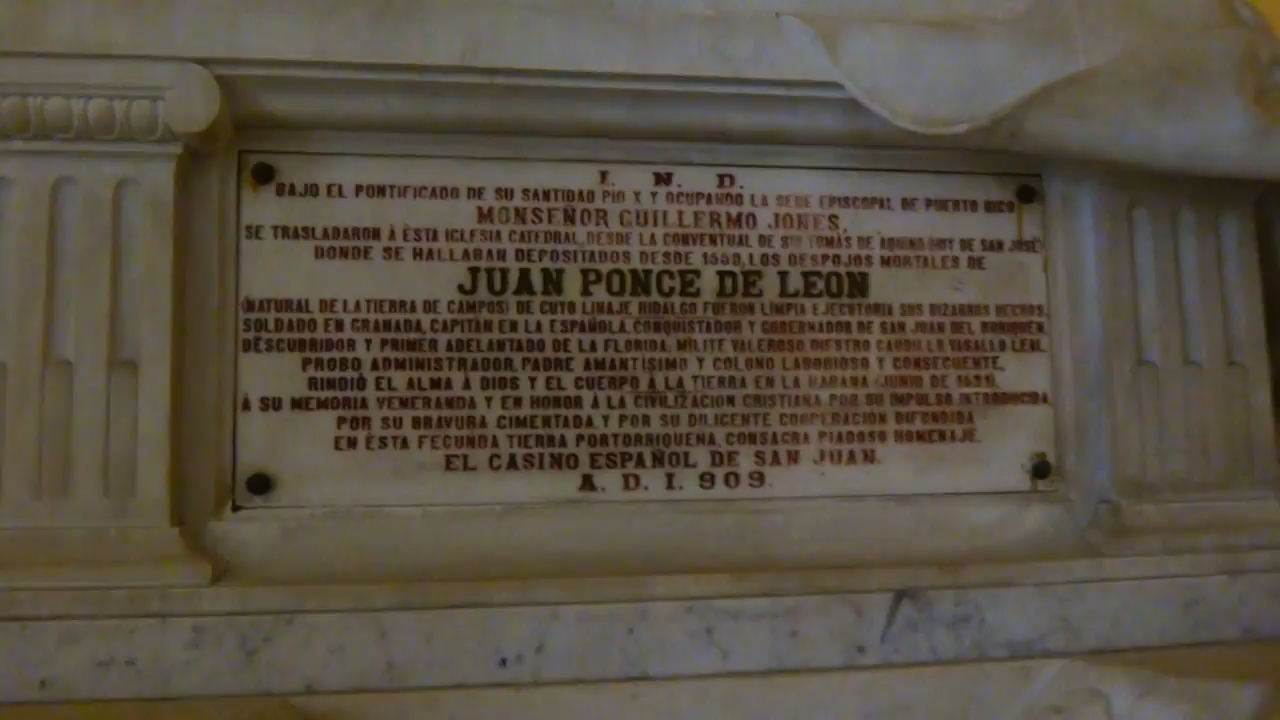 I. N. D.
BAJO EL PONTIFICADO DE SU SANTIDAD PIO X Y OCUPANDO LA SEDE EPISCOPAL DE PUERTO RICO
MONSEÑOR GUILLERMO JONES,
SE TRASLADARON À ÈSTA IGLESIA CATEDRAL, DESDE LA CONVENTUAL DE STO TOMÁS DE AQUINO HOY DE SAN JOSÉ
DONDE SE HALLABAN DEPOSITADOS DESDE 1559, LOS DESPOJOS MORTALES DE
JUAN PONCE DE LEON
(NATURAL DE LA TIERRA DE CAMPOS) DE CUYO LINAJE HIDALGO FUERON LIMPIA EJECUTORIA SUS BIZARROS HECHOS.
SOLDADO EN GRANADA, CAPITÁN EN LA ESPAÑOLA, CONQUISTADOR Y GOBERNADOR DE SAN JUAN DEL BORIQUÉN,
DESCUBRIDOR Y PRIMER ADELANTADO DE LA FLORIDA; MILITE VALEROSO DIESTRO CAUDILLO VASALLO LEAL,
PROBO ADMINISTRADOR, PADRE AMANTÍSIMO Y COLONO LABORIOSO Y CONSECUENTE,
RINDIÓ EL ALMA À DIOS Y EL CUERPO À LA TIERRA EN LA HABANA (JUNIO DE 1521).
À SU MEMORIA VENERANDA Y EN HONOR À LA CIVILIZACIÓN CRISTIANA POR SU IMPULSO INTRODUCIDA
POR SU BRAVURA CIMENTADA Y POR SU DILIGENTE COOPERACIÓN DIFUNDIDA
EN ÈSTA FECUNDA TIERRA PORTORRIQUEÑA, CONSAGRA PIADOSO HOMENAJE.
EL CASINO ESPAÑOL DE SAN JUAN.
A. D. I. 909.